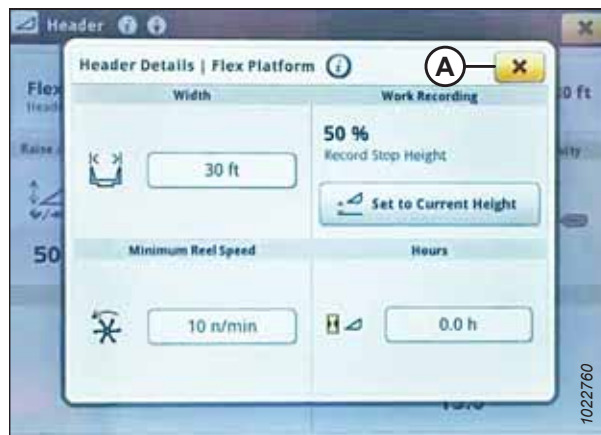 Header
Header Details | Flex Platform
A
Flex
0 ft
Width
Work Recording
50 %
Record Stop Height
Raise
30 ft
Set to Current Height
50
Minimum Reel Speed
Hours
10 n/min
0.0 h
1022760